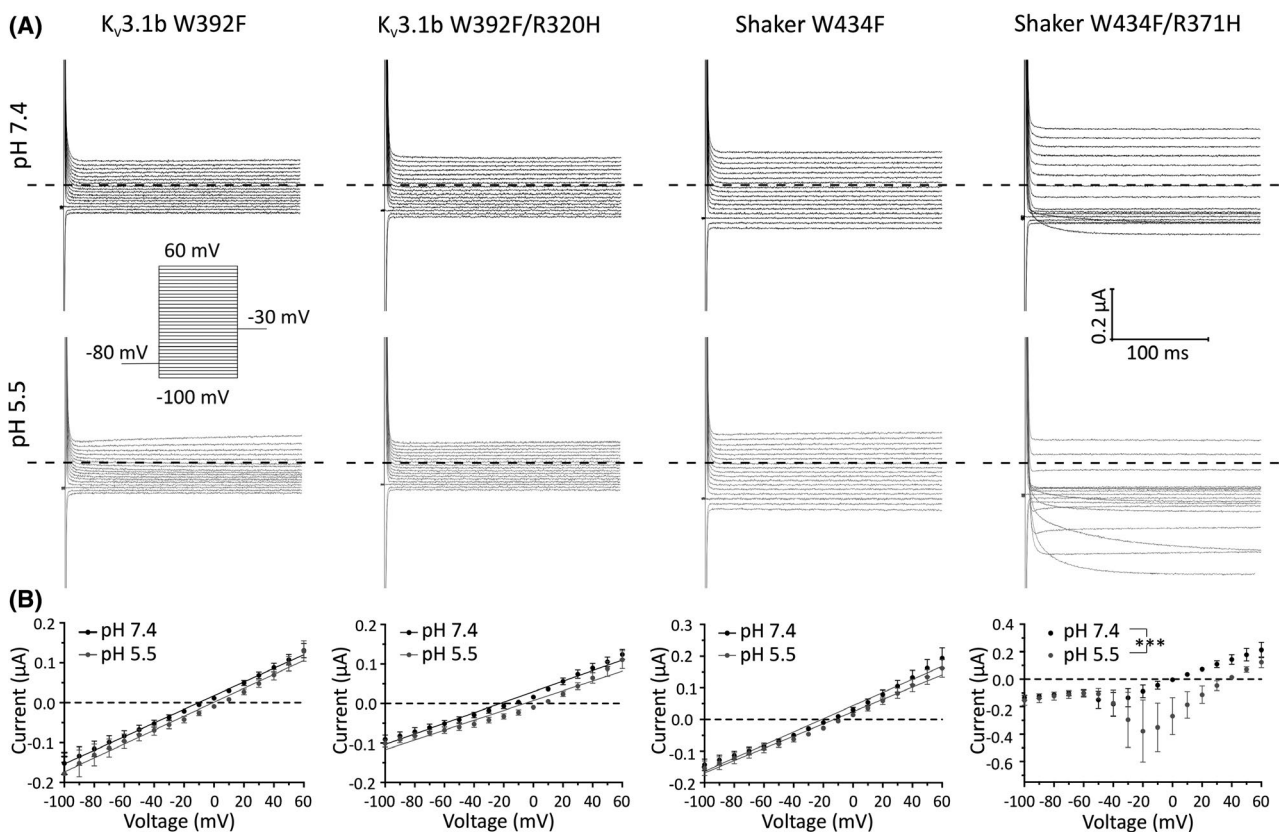 (A)
Kv3.1b W392F
Kv3.1b W392F/R320H
Shaker W434F
Shaker W434F/R371H
pH 7.4
60 mV
-30 mV
-80 mV
-100 mV
0.2 µA
100 ms
pH 5.5
(B)
Current (µA)
0.2
0.1
0.0
-0.1
-0.2
pH 7.4
pH 5.5
-100 -80 -60 -40 -20 0 20 40 60
Voltage (mV)
Current (µA)
0.2
0.1
0.0
-0.1
-0.2
pH 7.4
pH 5.5
-100 -80 -60 -40 -20 0 20 40 60
Voltage (mV)
Current (µA)
0.3
0.2
0.1
0.0
-0.1
-0.2
pH 7.4
pH 5.5
-100 -80 -60 -40 -20 0 20 40 60
Voltage (mV)
Current (µA)
0.4
0.2
0.0
-0.2
-0.4
-0.6
pH 7.4
pH 5.5
***
-100 -80 -60 -40 -20 0 20 40 60
Voltage (mV)